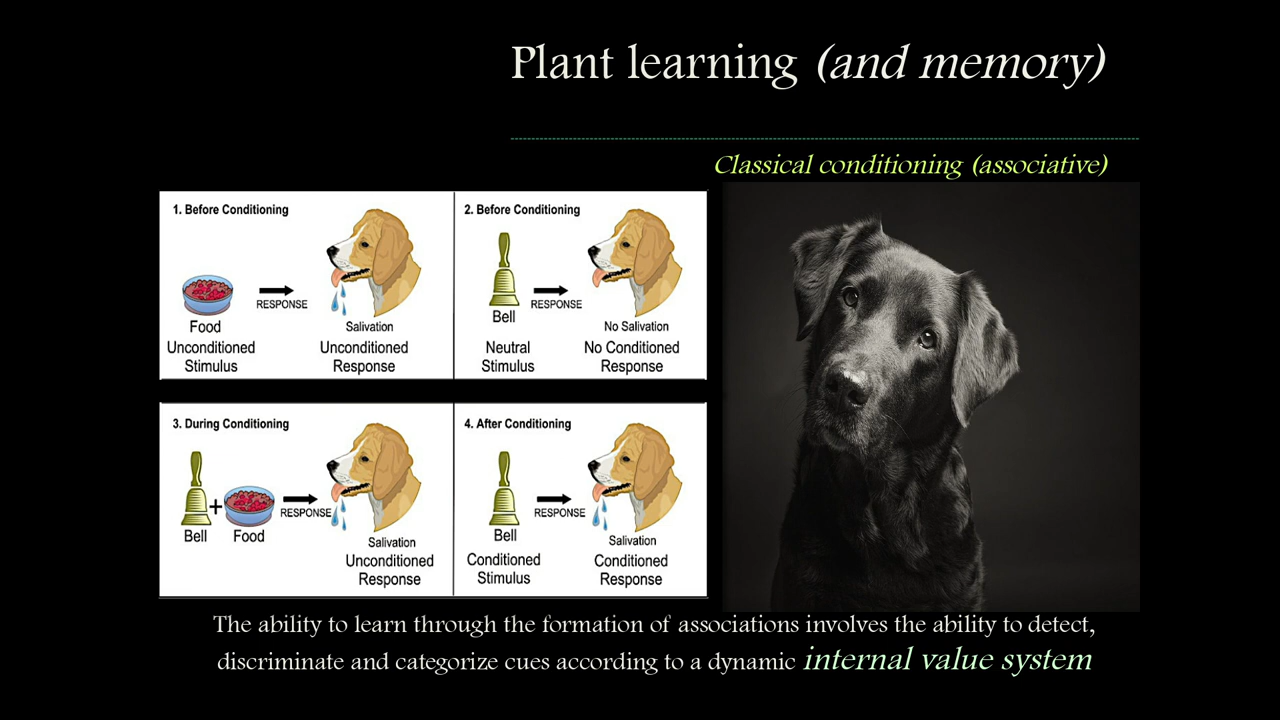 Plant learning (and memory)
Classical conditioning (associative)
1. Before Conditioning
RESPONSE
Food
Salivation
Unconditioned
Stimulus
Unconditioned
Response
2. Before Conditioning
RESPONSE
Bell
No Salivation
Neutral
Stimulus
No Conditioned
Response
3. During Conditioning
+
RESPONSE
Bell
Food
Salivation
Unconditioned
Response
4. After Conditioning
RESPONSE
Bell
Salivation
Conditioned
Stimulus
Conditioned
Response
The ability to learn through the formation of associations involves the ability to detect,
discriminate and categorize cues according to a dynamic internal value system